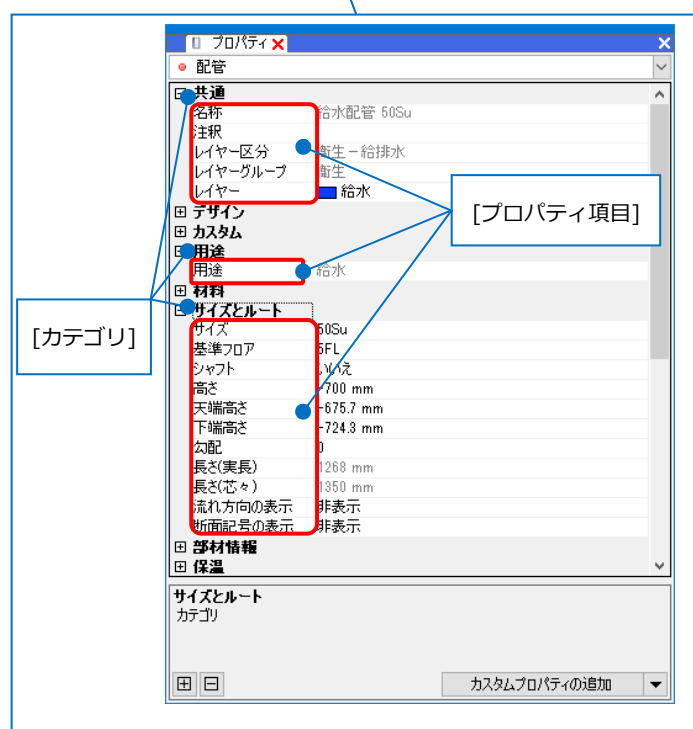 プロパティ
配管
共通
名称 給水配管 50Su
注釈
レイヤー区分 衛生－給排水
レイヤーグループ 衛生
レイヤー 給水
[プロパティ項目]
デザイン
カスタム
用途
用途 給水
材料
サイズとルート
[カテゴリ]
サイズ 50Su
基準フロア 5FL
シャフト いいえ
高さ -700 mm
天端高さ -675.7 mm
下端高さ -724.3 mm
勾配 0
長さ(実長) 1268 mm
長さ(芯々) 1350 mm
流れ方向の表示 非表示
断面記号の表示 非表示
部材情報
保温
サイズとルート
カテゴリ
カスタムプロパティの追加